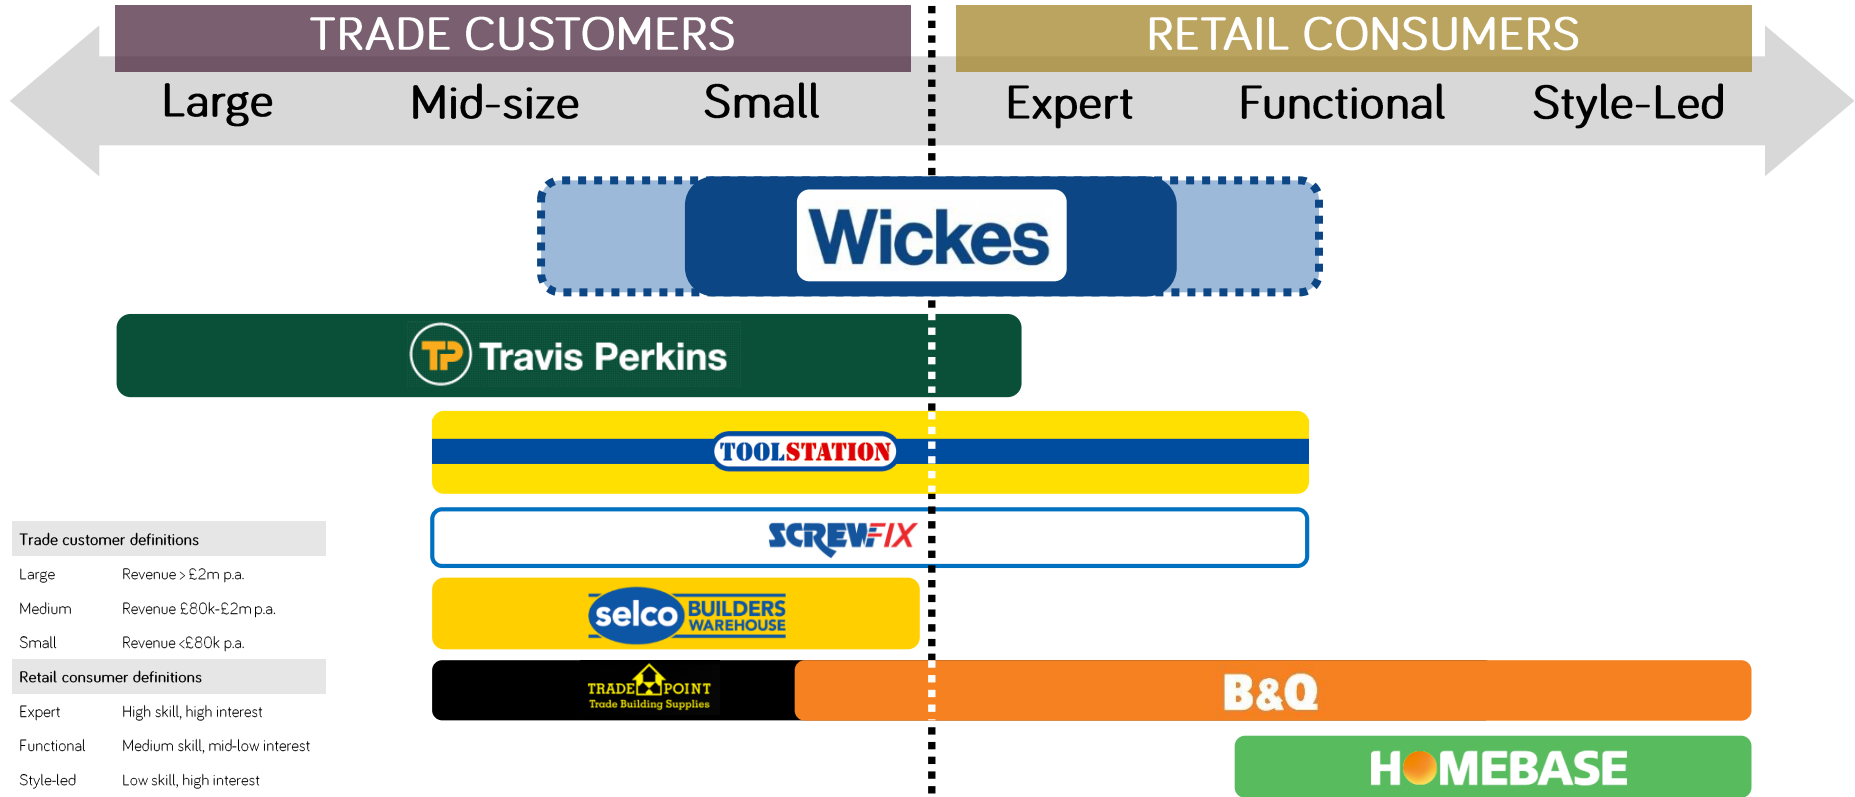 TRADE CUSTOMERS
RETAIL CONSUMERS
Large
Mid-size
Small
Expert
Functional
Style-Led
Wickes
TP Travis Perkins
TOOLSTATION
SCREWFIX
selco BUILDERS
WAREHOUSE
TRADE POINT
Trade Building Supplies
B&Q
HOMEBASE
Trade customer definitions
Large Revenue > £2m p.a.
Medium Revenue £80k-£2m p.a.
Small Revenue <£80k p.a.
Retail consumer definitions
Expert High skill, high interest
Functional Medium skill, mid-low interest
Style-led Low skill, high interest